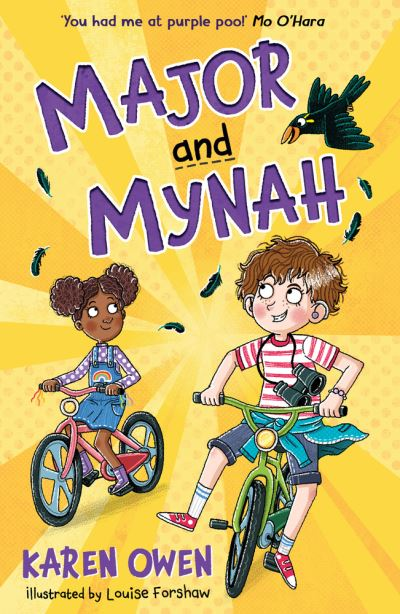 'You had me at purple poo!' Mo O'Hara
MAJOR
and
MYNAH
KAREN OWEN
illustrated by Louise Forshaw